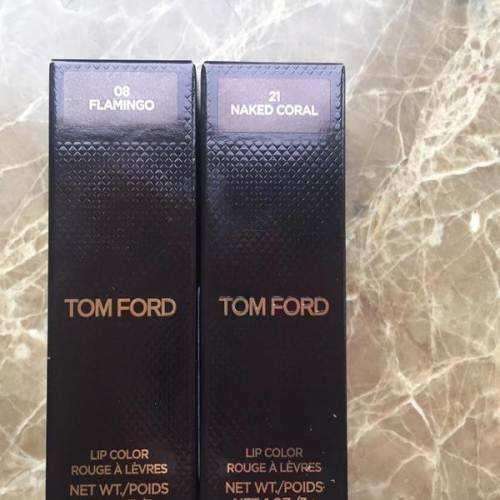 08
FLAMINGO
TOM FORD
LIP COLOR
ROUGE À LÈVRES
NET WT./POIDS
21
NAKED CORAL
TOM FORD
LIP COLOR
ROUGE À LÈVRES
NET WT./POIDS